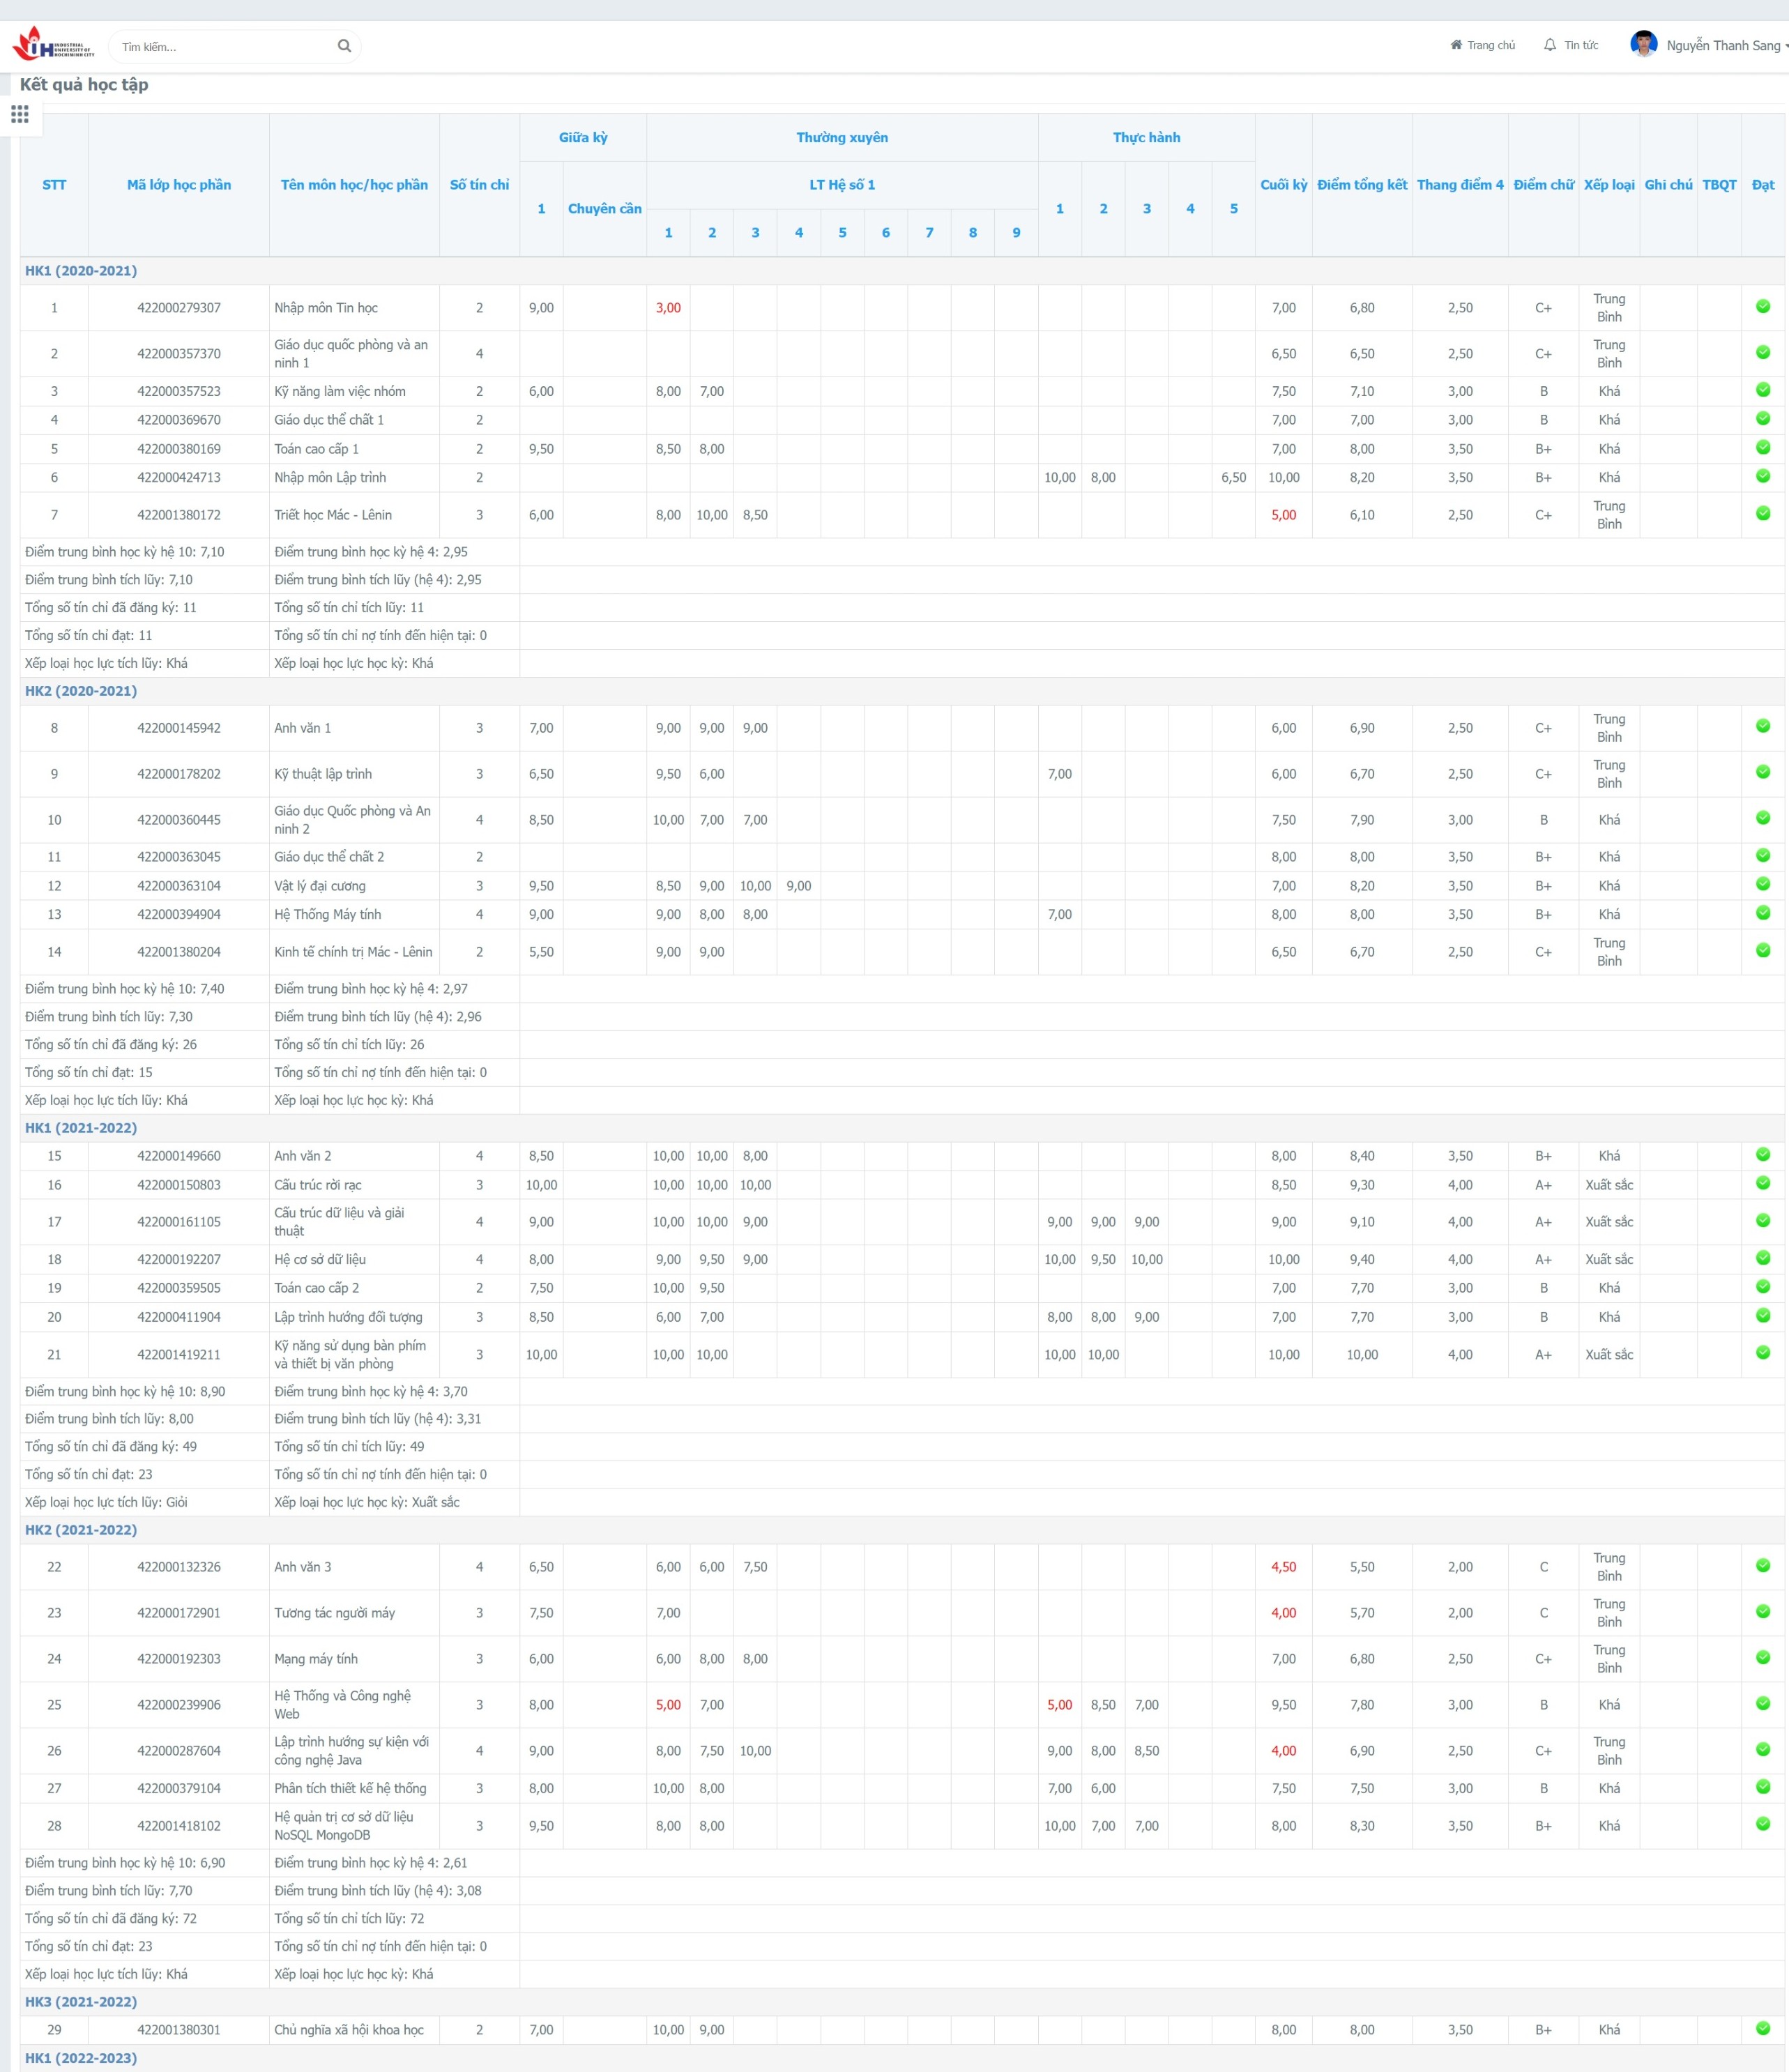 INDUSTRIAL
UNIVERSITY OF
HOCHIMINH CITY
Tìm kiếm...
Trang chủ
Tin tức
Nguyễn Thanh Sang
Kết quả học tập
STT Mã lớp học phần Tên môn học/học phần Số tín chỉ Giữa kỳ Thường xuyên Thực hành Cuối kỳ Điểm tổng kết Thang điểm 4 Điểm chữ Xếp loại Ghi chú TBQT Đạt
1 Chuyên cần LT Hệ số 1 1 2 3 4 5
1 2 3 4 5 6 7 8 9
HK1 (2020-2021)
1 422000279307 Nhập môn Tin học 2 9,00 3,00 7,00 6,80 2,50 C+ Trung Bình
2 422000357370 Giáo dục quốc phòng và an ninh 1 4 6,50 6,50 2,50 C+ Trung Bình
3 422000357523 Kỹ năng làm việc nhóm 2 6,00 8,00 7,00 7,50 7,10 3,00 B Khá
4 422000369670 Giáo dục thể chất 1 2 7,00 7,00 3,00 B Khá
5 422000380169 Toán cao cấp 1 2 9,50 8,50 8,00 7,00 8,00 3,50 B+ Khá
6 422000424713 Nhập môn Lập trình 2 10,00 8,00 6,50 10,00 8,20 3,50 B+ Khá
7 422001380172 Triết học Mác - Lênin 3 6,00 8,00 10,00 8,50 5,00 6,10 2,50 C+ Trung Bình
Điểm trung bình học kỳ hệ 10: 7,10 Điểm trung bình học kỳ hệ 4: 2,95
Điểm trung bình tích lũy: 7,10 Điểm trung bình tích lũy (hệ 4): 2,95
Tổng số tín chỉ đã đăng ký: 11 Tổng số tín chỉ tích lũy: 11
Tổng số tín chỉ đạt: 11 Tổng số tín chỉ nợ tính đến hiện tại: 0
Xếp loại học lực tích lũy: Khá Xếp loại học lực học kỳ: Khá
HK2 (2020-2021)
8 422000145942 Anh văn 1 3 7,00 9,00 9,00 9,00 6,00 6,90 2,50 C+ Trung Bình
9 422000178202 Kỹ thuật lập trình 3 6,50 9,50 6,00 7,00 6,00 6,70 2,50 C+ Trung Bình
10 422000360445 Giáo dục Quốc phòng và An ninh 2 4 8,50 10,00 7,00 7,00 7,50 7,90 3,00 B Khá
11 422000363045 Giáo dục thể chất 2 2 8,00 8,00 3,50 B+ Khá
12 422000363104 Vật lý đại cương 3 9,50 8,50 9,00 10,00 9,00 7,00 8,20 3,50 B+ Khá
13 422000394904 Hệ Thống Máy tính 4 9,00 9,00 8,00 8,00 7,00 8,00 8,00 3,50 B+ Khá
14 422001380204 Kinh tế chính trị Mác - Lênin 2 5,50 9,00 9,00 6,50 6,70 2,50 C+ Trung Bình
Điểm trung bình học kỳ hệ 10: 7,40 Điểm trung bình học kỳ hệ 4: 2,97
Điểm trung bình tích lũy: 7,30 Điểm trung bình tích lũy (hệ 4): 2,96
Tổng số tín chỉ đã đăng ký: 26 Tổng số tín chỉ tích lũy: 26
Tổng số tín chỉ đạt: 15 Tổng số tín chỉ nợ tính đến hiện tại: 0
Xếp loại học lực tích lũy: Khá Xếp loại học lực học kỳ: Khá
HK1 (2021-2022)
15 422000149660 Anh văn 2 4 8,50 10,00 10,00 8,00 8,00 8,40 3,50 B+ Khá
16 422000150803 Cấu trúc rời rạc 3 10,00 10,00 10,00 10,00 8,50 9,30 4,00 A+ Xuất sắc
17 422000161105 Cấu trúc dữ liệu và giải thuật 4 9,00 10,00 10,00 9,00 9,00 9,00 9,00 9,00 9,10 4,00 A+ Xuất sắc
18 422000192207 Hệ cơ sở dữ liệu 4 8,00 9,00 9,50 9,00 10,00 9,50 10,00 10,00 9,40 4,00 A+ Xuất sắc
19 422000359505 Toán cao cấp 2 2 7,50 10,00 9,50 7,00 7,70 3,00 B Khá
20 422000411904 Lập trình hướng đối tượng 3 8,50 6,00 7,00 8,00 8,00 9,00 7,00 7,70 3,00 B Khá
21 422001419211 Kỹ năng sử dụng bàn phím và thiết bị văn phòng 3 10,00 10,00 10,00 10,00 10,00 10,00 10,00 4,00 A+ Xuất sắc
Điểm trung bình học kỳ hệ 10: 8,90 Điểm trung bình học kỳ hệ 4: 3,70
Điểm trung bình tích lũy: 8,00 Điểm trung bình tích lũy (hệ 4): 3,31
Tổng số tín chỉ đã đăng ký: 49 Tổng số tín chỉ tích lũy: 49
Tổng số tín chỉ đạt: 23 Tổng số tín chỉ nợ tính đến hiện tại: 0
Xếp loại học lực tích lũy: Giỏi Xếp loại học lực học kỳ: Xuất sắc
HK2 (2021-2022)
22 422000132326 Anh văn 3 4 6,50 6,00 6,00 7,50 4,50 5,50 2,00 C Trung Bình
23 422000172901 Tương tác người máy 3 7,50 7,00 4,00 5,70 2,00 C Trung Bình
24 422000192303 Mạng máy tính 3 6,00 6,00 8,00 8,00 7,00 6,80 2,50 C+ Trung Bình
25 422000239906 Hệ Thống và Công nghệ Web 3 8,00 5,00 7,00 5,00 8,50 7,00 9,50 7,80 3,00 B Khá
26 422000287604 Lập trình hướng sự kiện với công nghệ Java 4 9,00 8,00 7,50 10,00 9,00 8,00 8,50 4,00 6,90 2,50 C+ Trung Bình
27 422000379104 Phân tích thiết kế hệ thống 3 8,00 10,00 8,00 7,00 6,00 7,50 7,50 3,00 B Khá
28 422001418102 Hệ quản trị cơ sở dữ liệu NoSQL MongoDB 3 9,50 8,00 8,00 10,00 7,00 7,00 8,00 8,30 3,50 B+ Khá
Điểm trung bình học kỳ hệ 10: 6,90 Điểm trung bình học kỳ hệ 4: 2,61
Điểm trung bình tích lũy: 7,70 Điểm trung bình tích lũy (hệ 4): 3,08
Tổng số tín chỉ đã đăng ký: 72 Tổng số tín chỉ tích lũy: 72
Tổng số tín chỉ đạt: 23 Tổng số tín chỉ nợ tính đến hiện tại: 0
Xếp loại học lực tích lũy: Khá Xếp loại học lực học kỳ: Khá
HK3 (2021-2022)
29 422001380301 Chủ nghĩa xã hội khoa học 2 7,00 10,00 9,00 8,00 8,00 3,50 B+ Khá
HK1 (2022-2023)